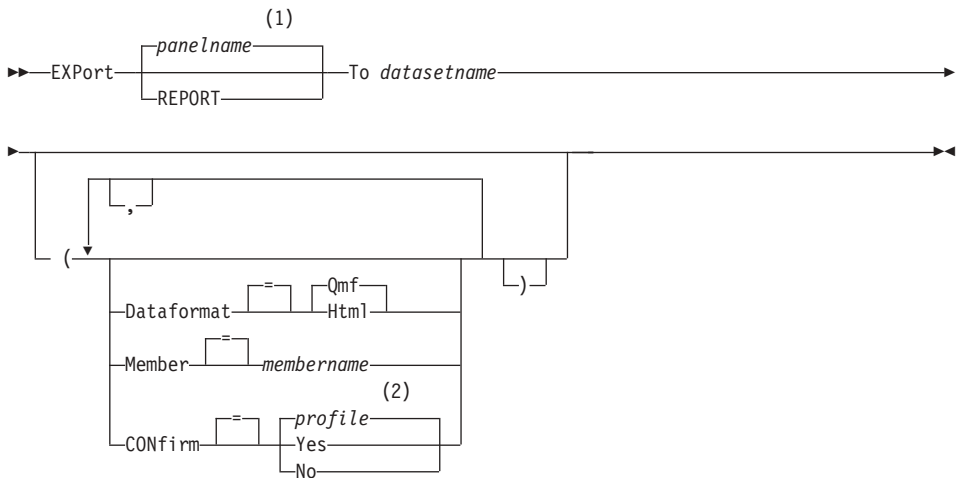 (1)
panelname
EXPort To datasetname
REPORT
,
(
)
= Qmf
Dataformat Html
=
Member membername
(2)
= profile
CONfirm Yes
No